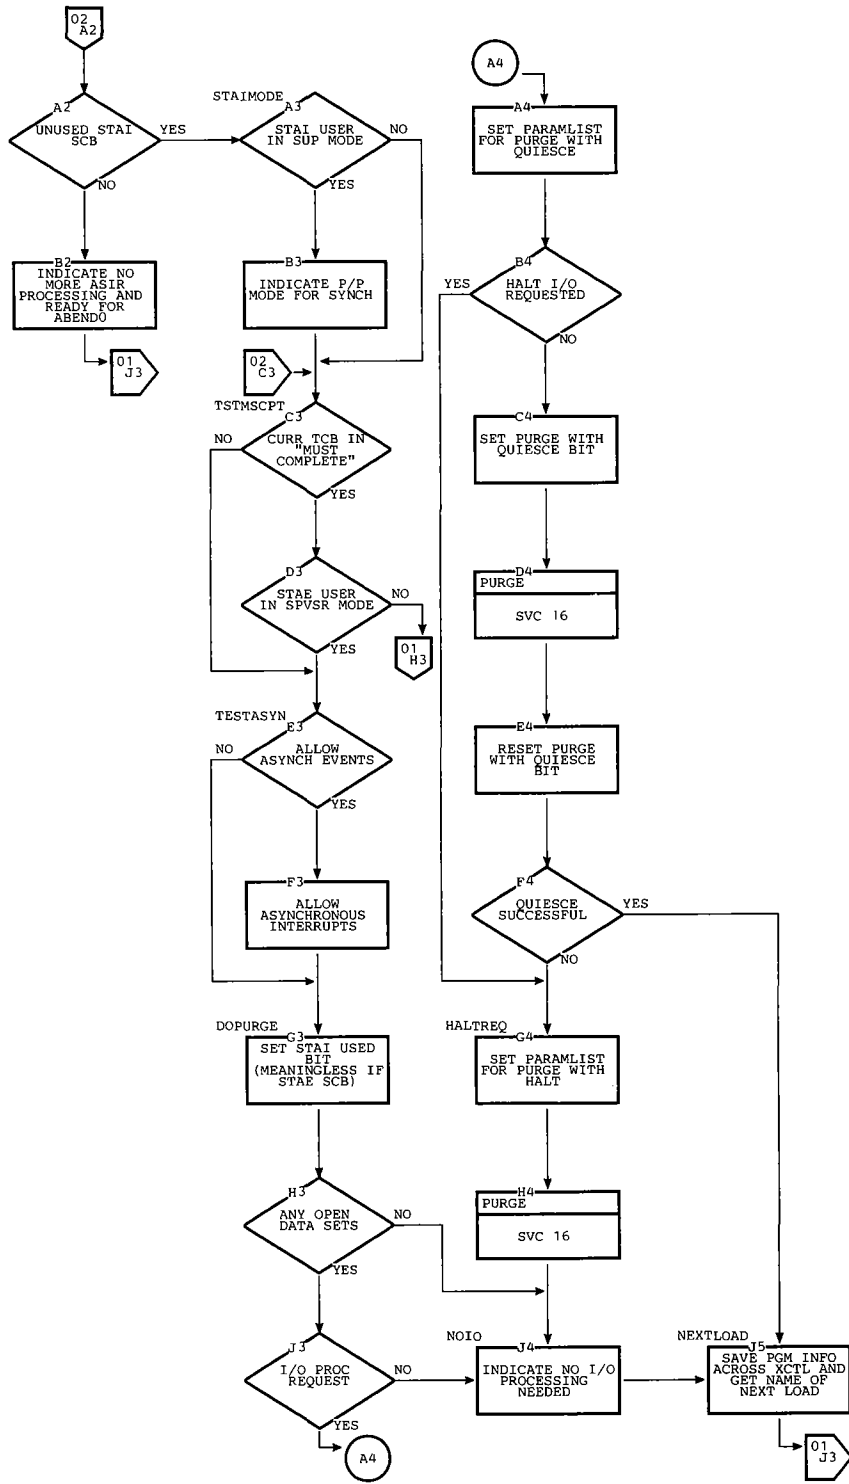 02
A2
A2
UNUSED STAI
SCB
YES
NO
B2
INDICATE NO
MORE ASIR
PROCESSING AND
READY FOR
ABEND0
01
J3
STAIMODE
A3
STAI USER
IN SUP MODE
NO
YES
B3
INDICATE P/P
MODE FOR SYNCH
02
C3
TSTMSCPT
C3
NO
CURR TCB IN
"MUST
COMPLETE"
YES
D3
STAE USER
IN SPVSR MODE
NO
YES
01
H3
TESTASYN
E3
NO
ALLOW
ASYNCH EVENTS
YES
F3
ALLOW
ASYNCHRONOUS
INTERRUPTS
DOPURGE
G3
SET STAI USED
BIT
(MEANINGLESS IF
STAE SCB)
H3
ANY OPEN
DATA SETS
NO
YES
J3
I/O PROC
REQUEST
NO
YES
A4
A4
A4
SET PARAMLIST
FOR PURGE WITH
QUIESCE
B4
YES
HALT I/O
REQUESTED
NO
C4
SET PURGE WITH
QUIESCE BIT
D4
PURGE
SVC 16
E4
RESET PURGE
WITH QUIESCE
BIT
F4
QUIESCE
SUCCESSFUL
YES
NO
HALTREQ
G4
SET PARAMLIST
FOR PURGE WITH
HALT
H4
PURGE
SVC 16
NOIO
J4
INDICATE NO I/O
PROCESSING
NEEDED
NEXTLOAD
J5
SAVE PGM INFO
ACROSS XCTL AND
GET NAME OF
NEXT LOAD
01
J3